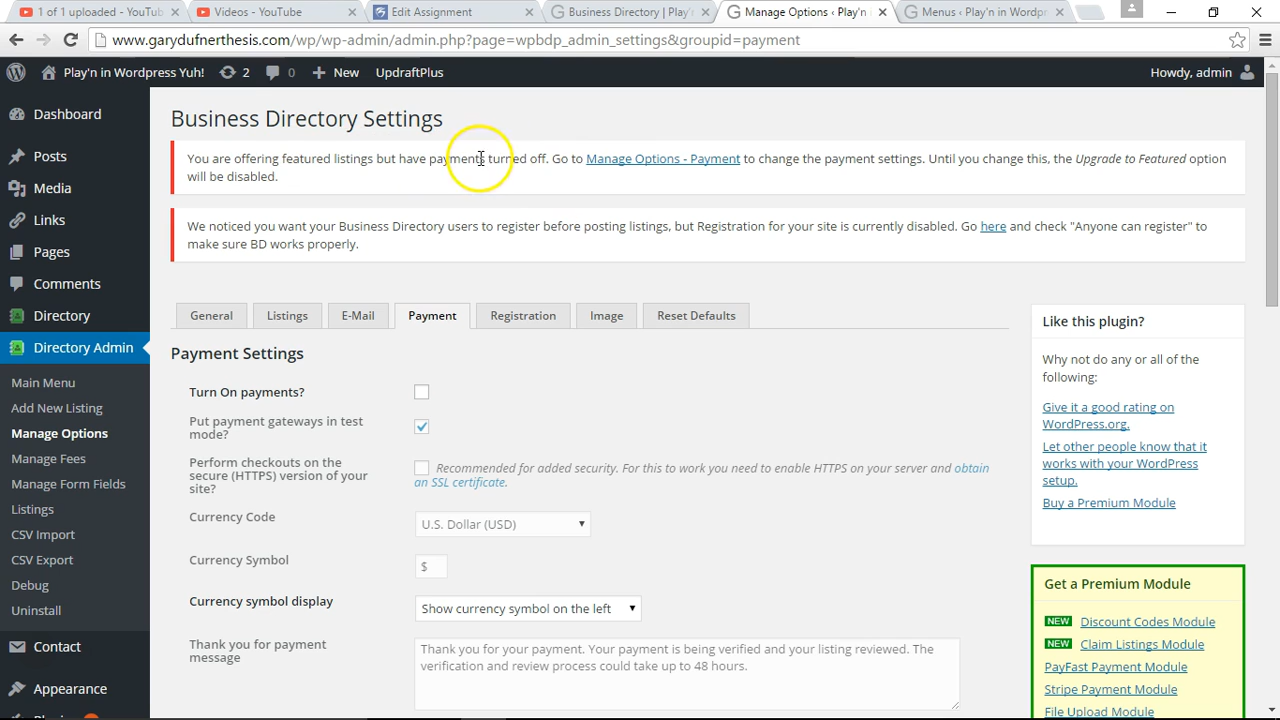 1 of 1 uploaded - YouTub
Videos - YouTube
Edit Assignment
Business Directory | Play'
Manage Options ‹ Play'n
Menus ‹ Play'n in Wordpr
www.garydufnerthesis.com/wp/wp-admin/admin.php?page=wpbdp_admin_settings&groupid=payment
Play'n in Wordpress Yuh! 2 0 New UpdraftPlus Howdy, admin
Dashboard
Posts
Media
Links
Pages
Comments
Directory
Directory Admin
Main Menu
Add New Listing
Manage Options
Manage Fees
Manage Form Fields
Listings
CSV Import
CSV Export
Debug
Uninstall
Contact
Appearance
Business Directory Settings
You are offering featured listings but have payments turned off. Go to Manage Options - Payment to change the payment settings. Until you change this, the Upgrade to Featured option
will be disabled.
We noticed you want your Business Directory users to register before posting listings, but Registration for your site is currently disabled. Go here and check "Anyone can register" to
make sure BD works properly.
General Listings E-Mail Payment Registration Image Reset Defaults
Payment Settings
Turn On payments?
Put payment gateways in test
mode?
Perform checkouts on the
secure (HTTPS) version of your
site?
Recommended for added security. For this to work you need to enable HTTPS on your server and obtain
an SSL certificate.
Currency Code
U.S. Dollar (USD)
Currency Symbol
$
Currency symbol display
Show currency symbol on the left
Thank you for payment
message
Thank you for your payment. Your payment is being verified and your listing reviewed. The
verification and review process could take up to 48 hours.
Like this plugin?
Why not do any or all of the
following:
Give it a good rating on
WordPress.org.
Let other people know that it
works with your WordPress
setup.
Buy a Premium Module
Get a Premium Module
NEW Discount Codes Module
NEW Claim Listings Module
PayFast Payment Module
Stripe Payment Module
File Upload Module